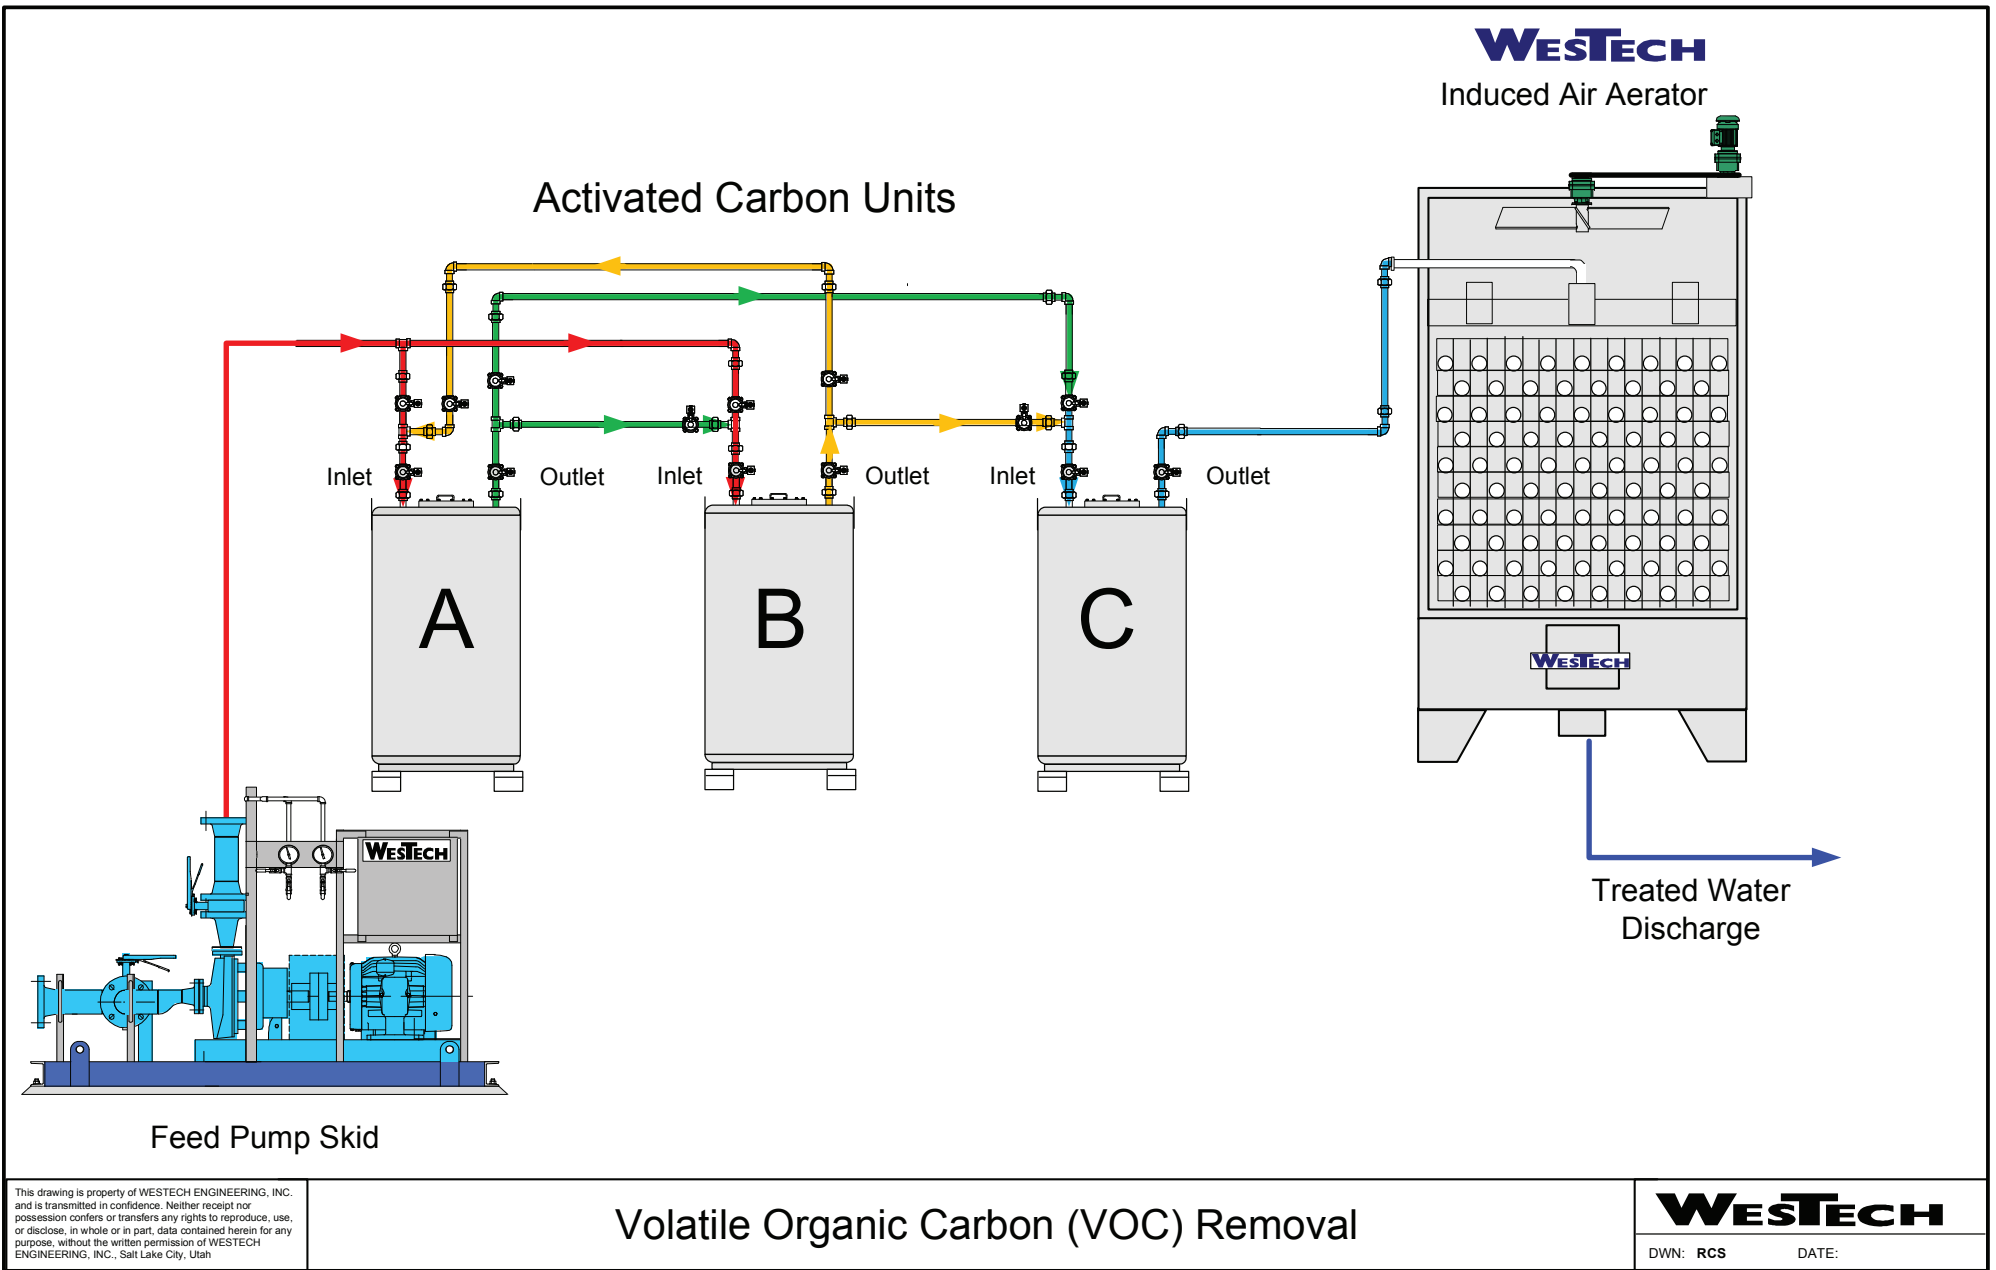 WESTECH
Induced Air Aerator
Activated Carbon Units
Inlet
Outlet
Inlet
Outlet
Inlet
Outlet
A
B
C
WESTECH
WESTECH
Treated Water
Discharge
Feed Pump Skid
This drawing is property of WESTECH ENGINEERING, INC.
and is transmitted in confidence. Neither receipt nor
possession confers or transfers any rights to reproduce, use,
or disclose, in whole or in part, data contained herein for any
purpose, without the written permission of WESTECH
ENGINEERING, INC., Salt Lake City, Utah
Volatile Organic Carbon (VOC) Removal
WESTECH
DWN: RCS DATE: